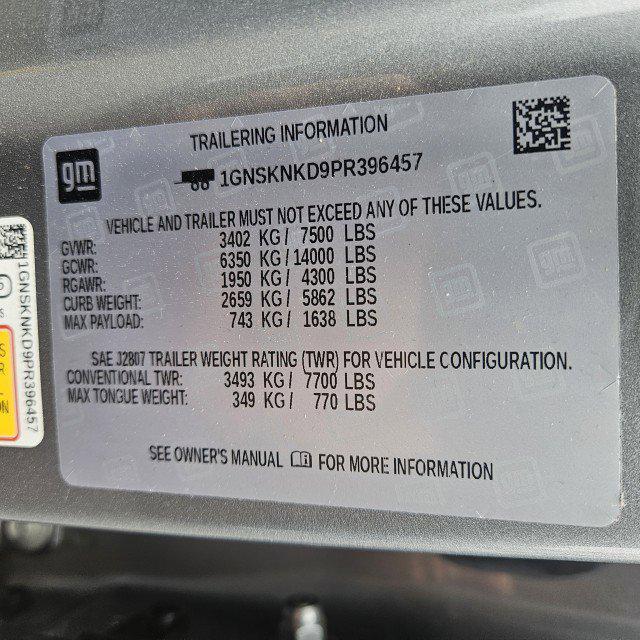 gm
TRAILERING INFORMATION
1GNSKNKD9PR396457
VEHICLE AND TRAILER MUST NOT EXCEED ANY OF THESE VALUES.
GVWR: 3402 KG / 7500 LBS
GCWR: 6350 KG / 14000 LBS
RGAWR: 1950 KG / 4300 LBS
CURB WEIGHT: 2659 KG / 5862 LBS
MAX PAYLOAD: 743 KG / 1638 LBS
SAE J2807 TRAILER WEIGHT RATING (TWR) FOR VEHICLE CONFIGURATION.
CONVENTIONAL TWR: 3493 KG / 7700 LBS
MAX TONGUE WEIGHT: 349 KG / 770 LBS
SEE OWNER'S MANUAL FOR MORE INFORMATION
1GNSKNKD9PR396457